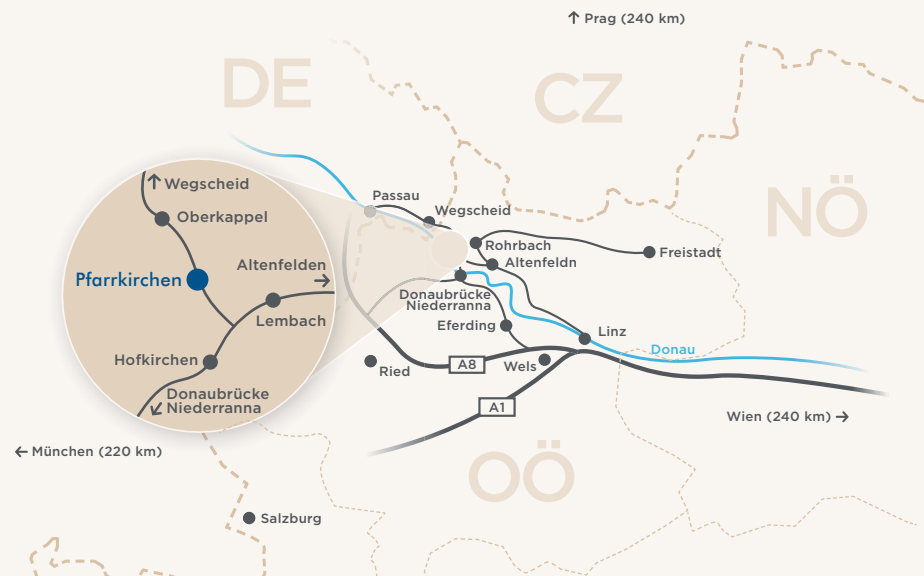 ↑ Prag (240 km)
DE
CZ
NÖ
Passau
Wegscheid
Rohrbach
Freistadt
Altenfeldn
Donaubrücke
Niederranna
Eferding
Linz
Donau
A8
Wels
Ried
A1
Wien (240 km) →
OÖ
↑ Wegscheid
Oberkappel
Altenfelden
→
Pfarrkirchen
Lembach
Hofkirchen
Donaubrücke
↙ Niederranna
← München (220 km)
Salzburg